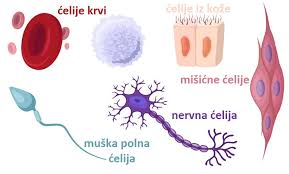 ćelije krvi
ćelije iz kože
mišićne ćelije
nervna ćelija
muška polna
ćelija